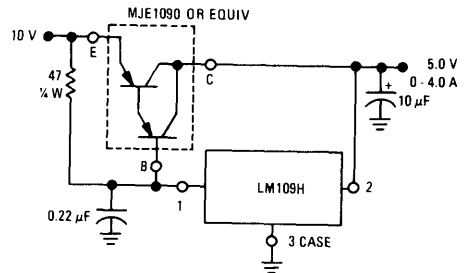 MJE1090 OR EQUIV
10 V
E
5.0 V
0 - 4.0 A
47
¼ W
C
+
10 μF
B
1
LM109H
2
0.22 μF
3 CASE